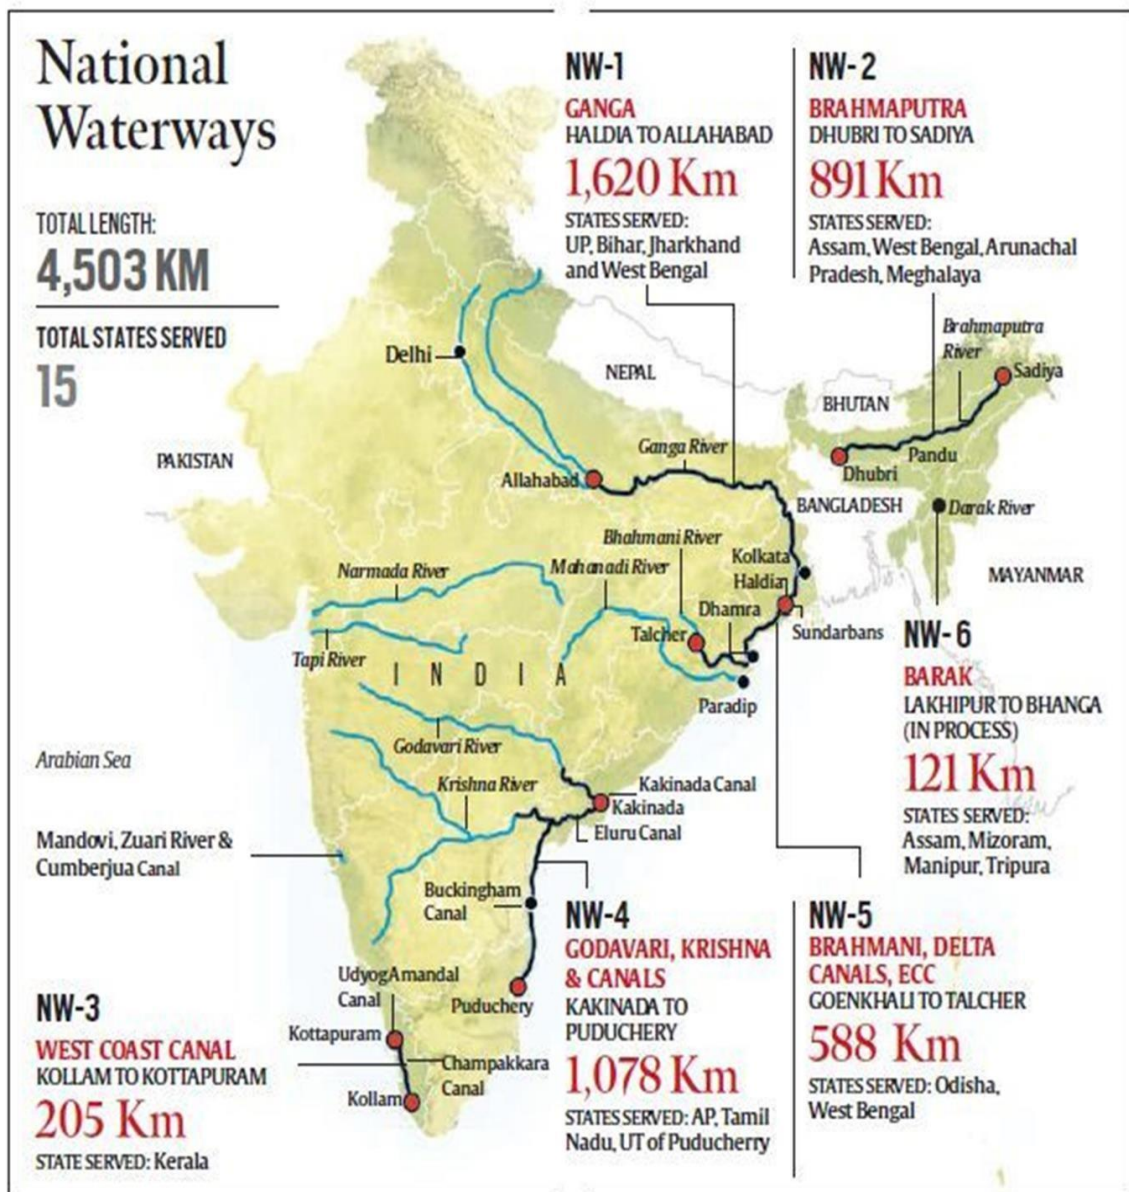 National
Waterways
TOTAL LENGTH:
4,503 KM
TOTAL STATES SERVED
15
NW-1
GANGA
HALDIA TO ALLAHABAD
1,620 Km
STATES SERVED:
UP, Bihar, Jharkhand
and West Bengal
NW-2
BRAHMAPUTRA
DHUBRI TO SADIYA
891 Km
STATES SERVED:
Assam, West Bengal, Arunachal
Pradesh, Meghalaya
Brahmaputra
River
Sadiya
Delhi
NEPAL
BHUTAN
PAKISTAN
Ganga River
Pandu
Dhubri
Allahabad
BANGLADESH
Darak River
Bhahmani River
Kolkata
Narmada River
Mahanadi River
Haldia
MAYANMAR
Dhamra
Talcher
Sundarbans
Tapi River
INDIA
Paradip
NW-6
BARAK
LAKHIPUR TO BHANGA
(IN PROCESS)
121 Km
STATES SERVED:
Assam, Mizoram,
Manipur, Tripura
Godavari River
Arabian Sea
Krishna River
Kakinada Canal
Kakinada
Eluru Canal
Mandovi, Zuari River &
Cumberjua Canal
Buckingham
Canal
NW-4
GODAVARI, KRISHNA
& CANALS
KAKINADA TO
PUDUCHERY
1,078 Km
STATES SERVED: AP, Tamil
Nadu, UT of Puducherry
NW-5
BRAHMANI, DELTA
CANALS, ECC
GOENKHALI TO TALCHER
588 Km
STATES SERVED: Odisha,
West Bengal
UdyogAmandal
Canal
Puduchery
Kottapuram
Champakkara
Canal
Kollam
NW-3
WEST COAST CANAL
KOLLAM TO KOTTAPURAM
205 Km
STATE SERVED: Kerala